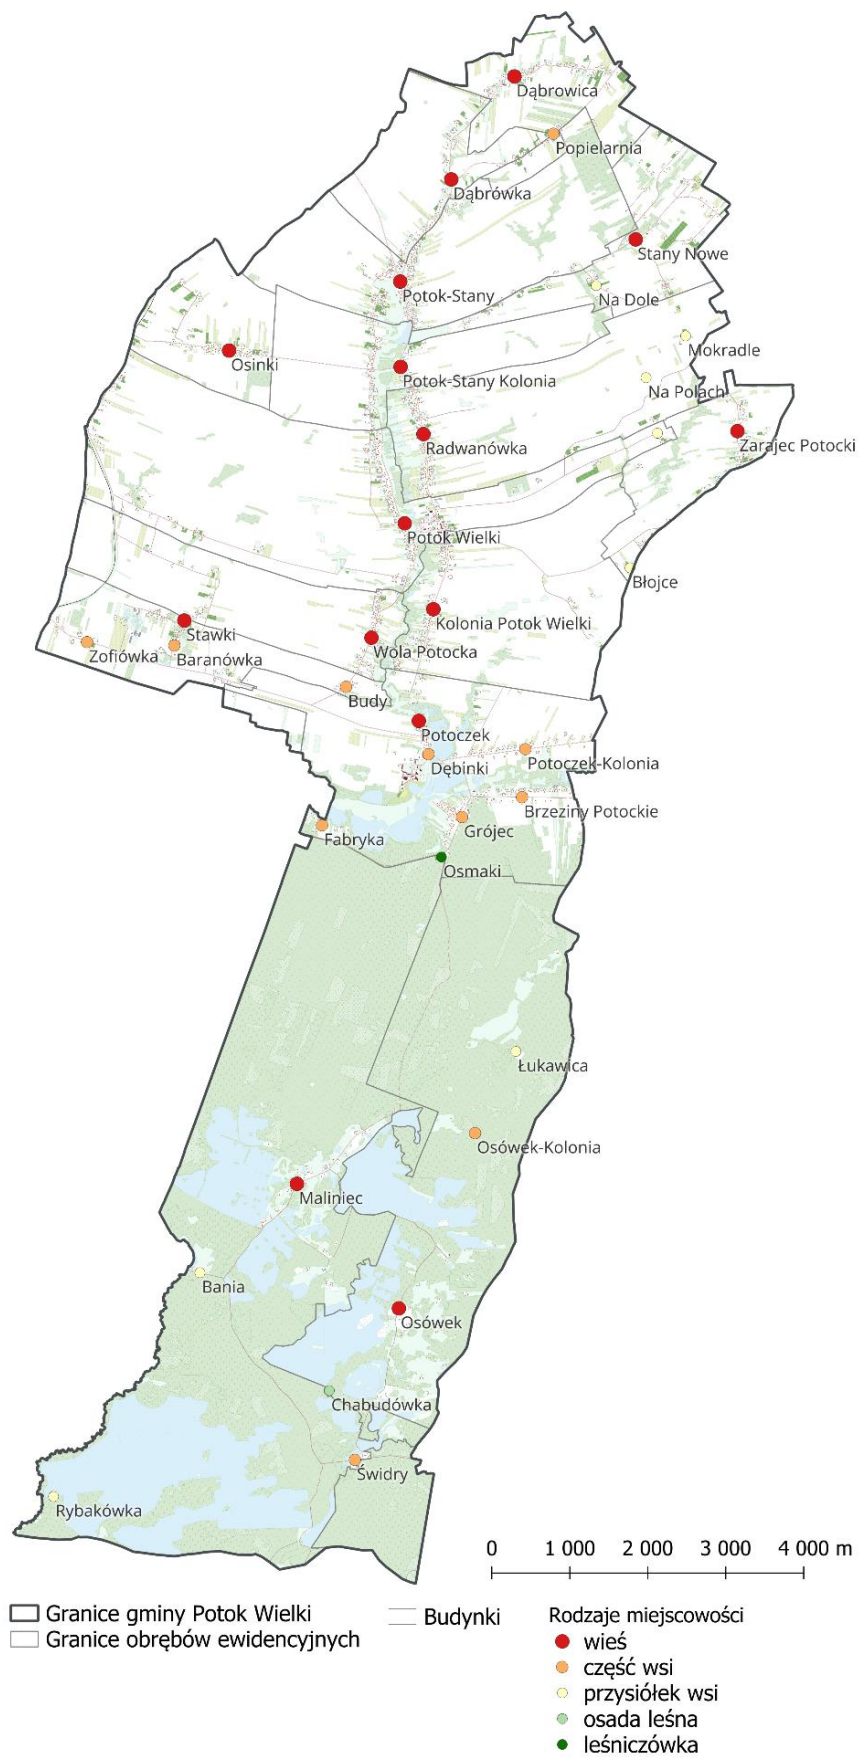 Dąbrowica
Popielarnia
Dąbrówka
Stany Nowe
Potok-Stany
Na Dole
Mokradle
Osinki
Potok-Stany Kolonia
Na Polach
Radwanówka
Zarajec Potocki
Potok Wielki
Błojce
Kolonia Potok Wielki
Stawki
Zofiówka
Baranówka
Wola Potocka
Budy
Potoczek
Dębinki
Potoczek-Kolonia
Brzeziny Potockie
Grójec
Fabryka
Osmaki
Łukawica
Osówek-Kolonia
Maliniec
Bania
Osówek
Chabudówka
Świdry
Rybakówka
0 1 000 2 000 3 000 4 000 m
Granice gminy Potok Wielki
Granice obrębów ewidencyjnych
Budynki
Rodzaje miejscowości
wieś
część wsi
przysiółek wsi
osada leśna
leśniczówka